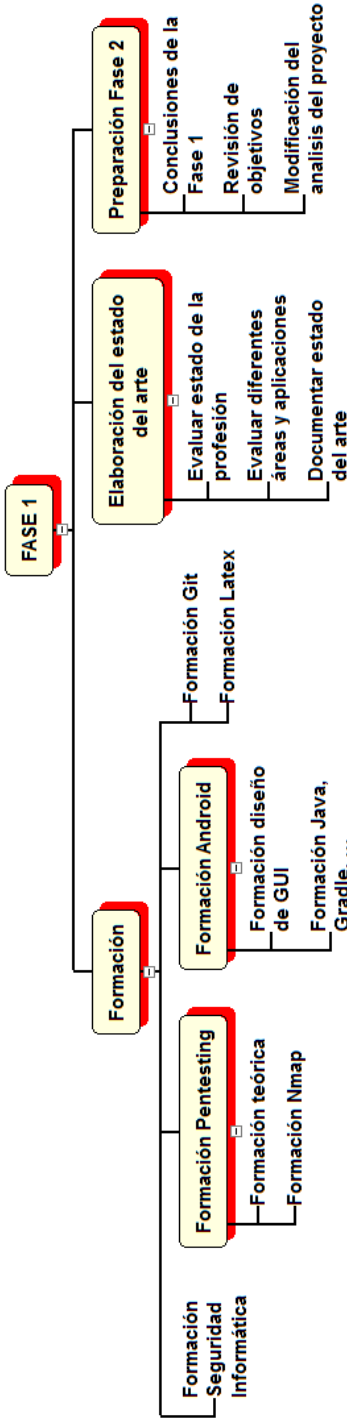 FASE 1
Formación
Elaboración del estado
del arte
Preparación Fase 2
Formación
Seguridad
Informática
Formación Pentesting
Formación teórica
Formación Nmap
Formación Android
Formación diseño
de GUI
Formación Java,
Gradle,
Formación Git
Formación Latex
Evaluar estado de la
profesión
Evaluar diferentes
áreas y aplicaciones
Documentar estado
del arte
Conclusiones de la
Fase 1
Revisión de
objetivos
Modificación del
analisis del proyecto